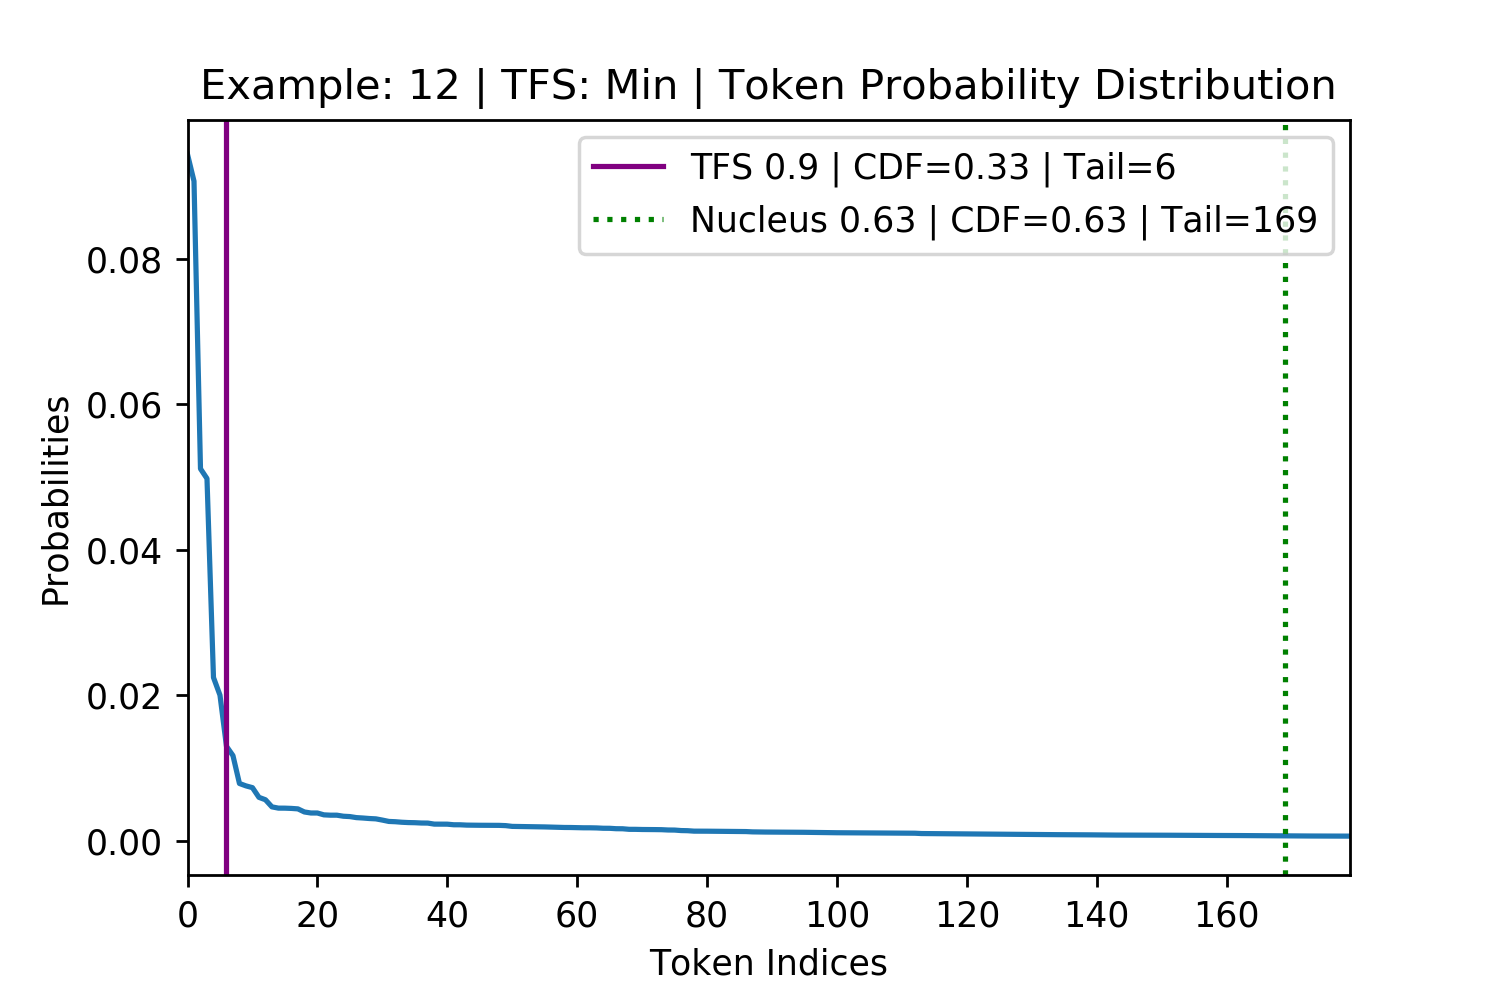 Example: 12 | TFS: Min | Token Probability Distribution
TFS 0.9 | CDF=0.33 | Tail=6
Nucleus 0.63 | CDF=0.63 | Tail=169
Probabilities
0.08
0.06
0.04
0.02
0.00
0 20 40 60 80 100 120 140 160
Token Indices